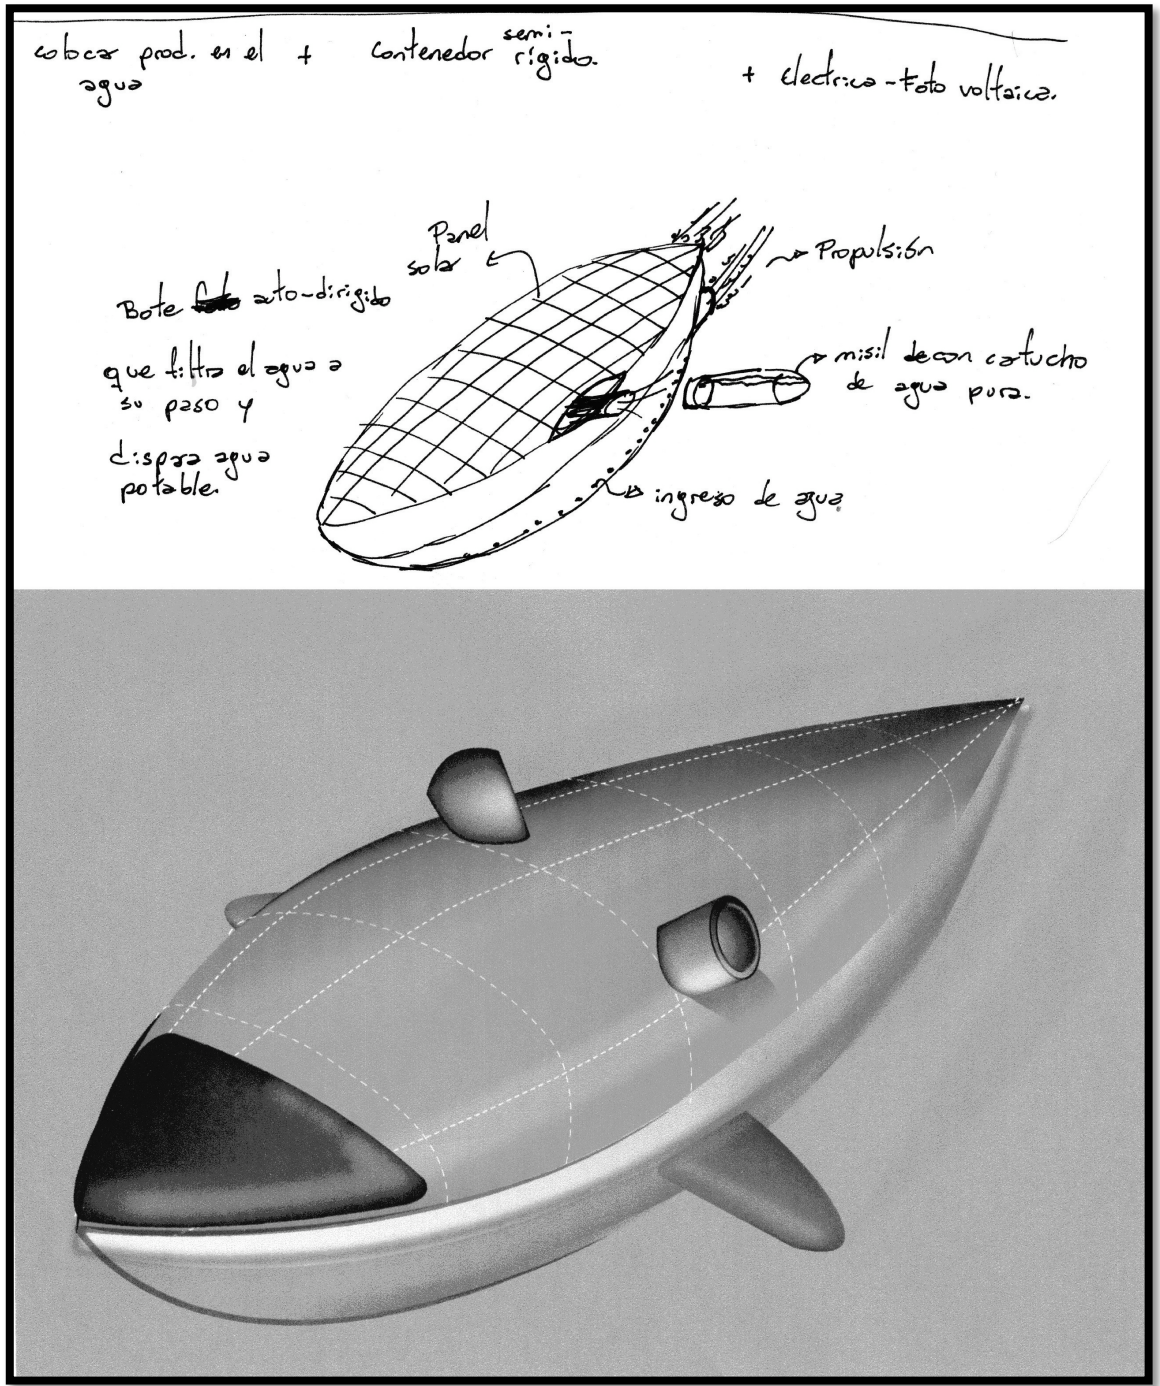 colocar prod. en el + contenedor semi-
agua
rígido.
+ electrica-Foto voltaica.
Panel
solar
Propulsión
Bote auto-dirigido
que filtra el agua a
su paso y
dispara agua
potable.
misil de con cartucho
de agua pura.
ingreso de agua